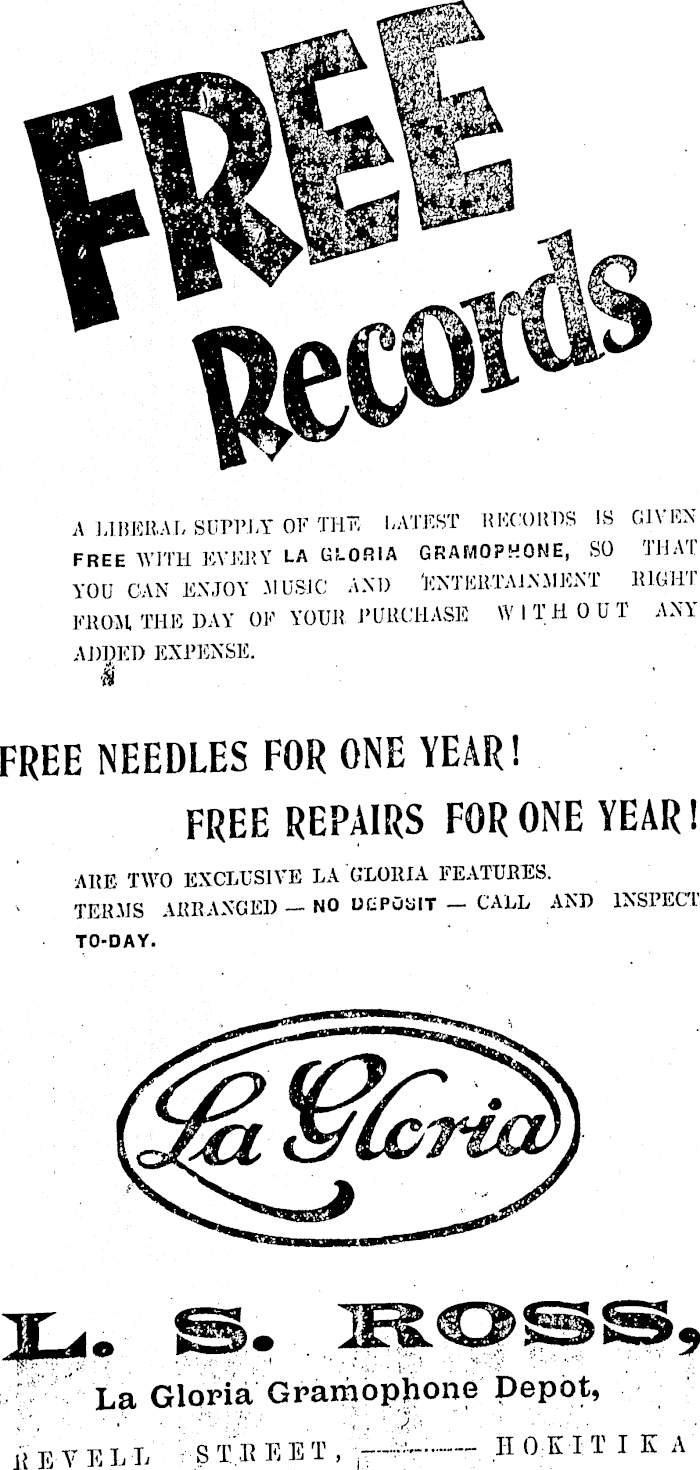 FREE
Records
A LIBERAL SUPPLY OF THE LATEST RECORDS IS GIVEN
FREE WITH EVERY LA GLORIA GRAMOPHONE, SO THAT
YOU CAN ENJOY MUSIC AND ENTERTAINMENT RIGHT
FROM THE DAY OF YOUR PURCHASE WITHOUT ANY
ADDED EXPENSE.
FREE NEEDLES FOR ONE YEAR!
FREE REPAIRS FOR ONE YEAR!
ARE TWO EXCLUSIVE LA GLORIA FEATURES.
TERMS ARRANGED — NO DEPOSIT — CALL AND INSPECT
TO-DAY.
La Gloria
L. S. ROSS,
La Gloria Gramophone Depot,
REVELL STREET, ——— HOKITIKA